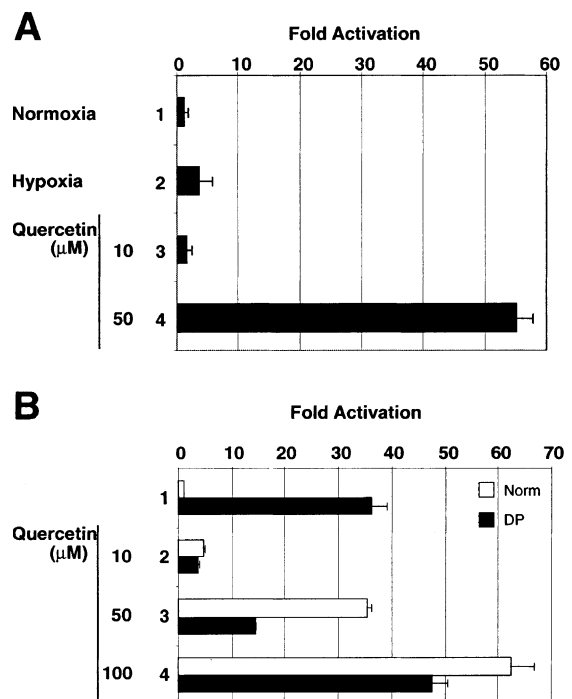 A
Fold Activation
0 10 20 30 40 50 60
Normoxia 1
Hypoxia 2
Quercetin
(μM) 10 3
50 4
B
Fold Activation
0 10 20 30 40 50 60 70
1 Norm
DP
Quercetin
(μM) 10 2
50 3
100 4